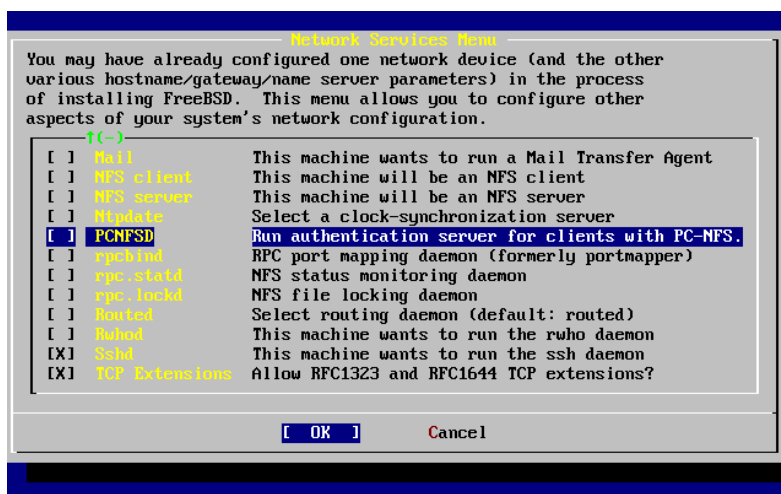 Network Services Menu
You may have already configured one network device (and the other
various hostname/gateway/name server parameters) in the process
of installing FreeBSD.  This menu allows you to configure other
aspects of your system's network configuration.
↑(-)
[ ] Mail This machine wants to run a Mail Transfer Agent
[ ] NFS client This machine will be an NFS client
[ ] NFS server This machine will be an NFS server
[ ] Ntpdate Select a clock-synchronization server
[ ] PCNFSD Run authentication server for clients with PC-NFS.
[ ] rpcbind RPC port mapping daemon (formerly portmapper)
[ ] rpc.statd NFS status monitoring daemon
[ ] rpc.lockd NFS file locking daemon
[ ] Routed Select routing daemon (default: routed)
[ ] Rwhod This machine wants to run the rwho daemon
[X] Sshd This machine wants to run the ssh daemon
[X] TCP Extensions Allow RFC1323 and RFC1644 TCP extensions?
[ OK ] Cancel